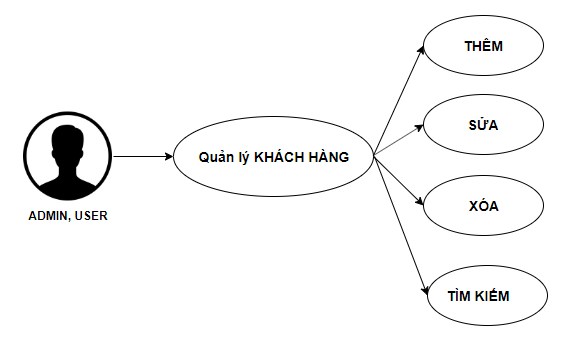 THÊM
SỬA
Quản lý KHÁCH HÀNG
XÓA
ADMIN, USER
TÌM KIẾM